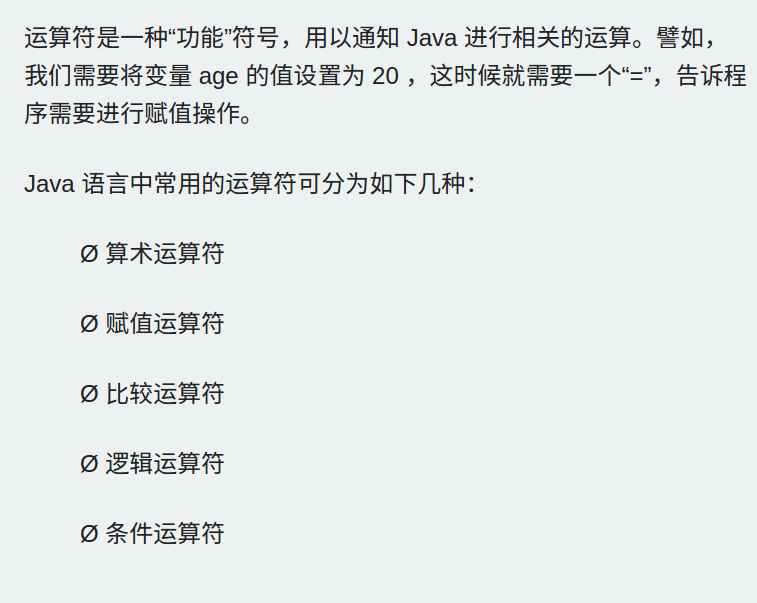 运算符是一种“功能”符号，用以通知 Java 进行相关的运算。譬如，
我们需要将变量 age 的值设置为 20 ，这时候就需要一个“=”，告诉程
序需要进行赋值操作。
Java 语言中常用的运算符可分为如下几种：
Ø 算术运算符
Ø 赋值运算符
Ø 比较运算符
Ø 逻辑运算符
Ø 条件运算符